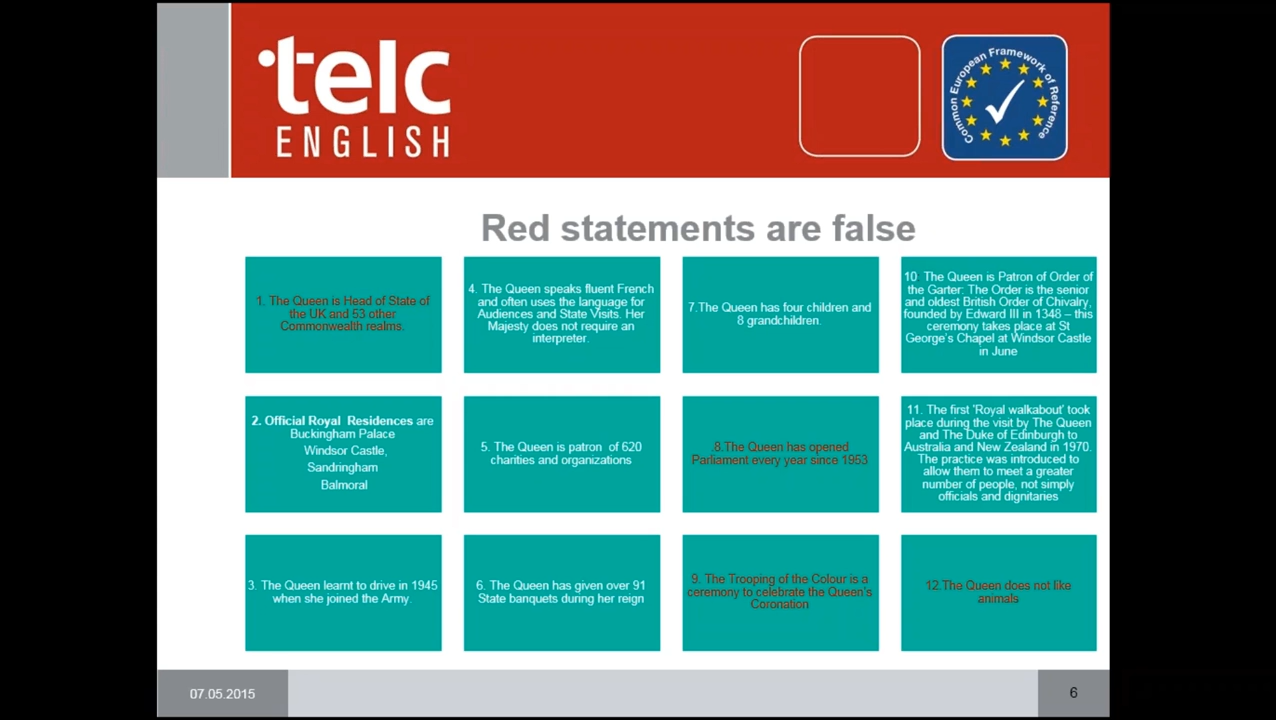 telc
ENGLISH
Common European Framework of Reference
Red statements are false
1. The Queen is Head of State of
the UK and 53 other
Commonwealth realms.
4. The Queen speaks fluent French
and often uses the language for
Audiences and State Visits. Her
Majesty does not require an
interpreter.
7.The Queen has four children and
8 grandchildren.
10 The Queen is Patron of Order of
the Garter: The Order is the senior
and oldest British Order of Chivalry,
founded by Edward III in 1348 – this
ceremony takes place at St
George's Chapel at Windsor Castle
in June
2. Official Royal Residences are
Buckingham Palace
Windsor Castle,
Sandringham
Balmoral
5. The Queen is patron of 620
charities and organizations
.8.The Queen has opened
Parliament every year since 1953
11. The first 'Royal walkabout' took
place during the visit by The Queen
and The Duke of Edinburgh to
Australia and New Zealand in 1970.
The practice was introduced to
allow them to meet a greater
number of people, not simply
officials and dignitaries
3. The Queen learnt to drive in 1945
when she joined the Army.
6. The Queen has given over 91
State banquets during her reign
9. The Trooping of the Colour is a
ceremony to celebrate the Queen's
Coronation
12.The Queen does not like
animals
07.05.2015
6